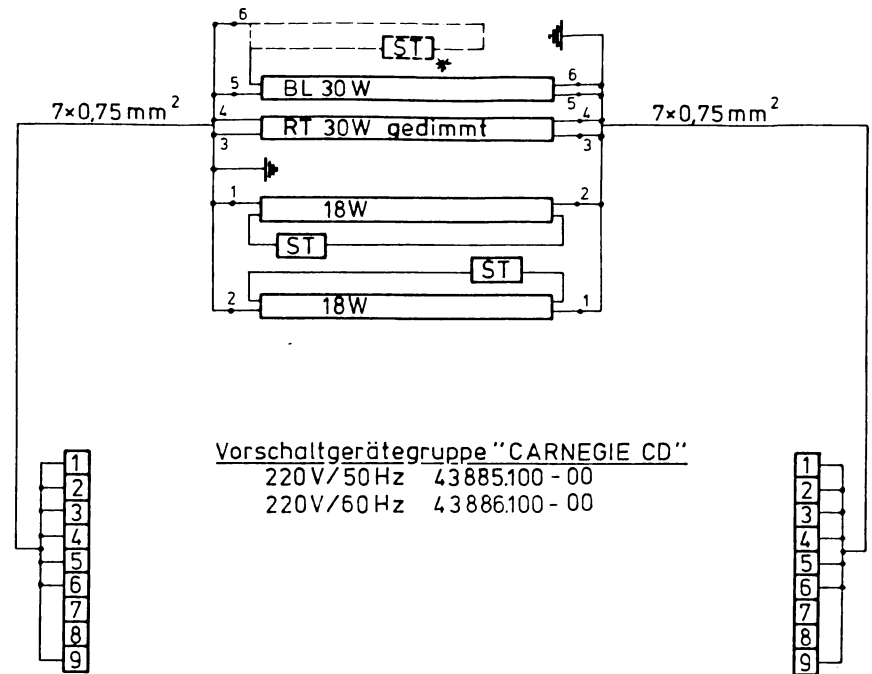 6
ST
*
5 BL 30 W 6
5
7×0,75 mm² 4 RT 30W gedimmt 4 7×0,75 mm²
3 3
1 18W 2
ST
ST
2 18W 1
Vorschaltgerätegruppe "CARNEGIE CD"
220V/50Hz 43885.100-00
220V/60Hz 43886.100-00
1 1
2 2
3 3
4 4
5 5
6 6
7 7
8 8
9 9